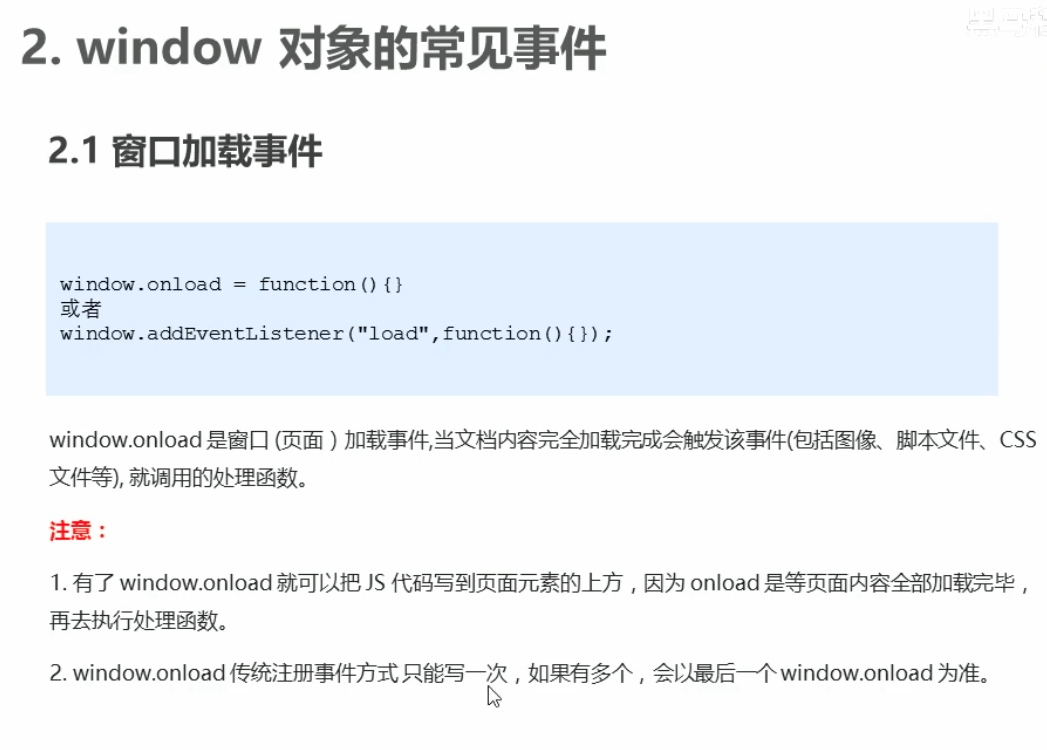 2. window 对象的常见事件
2.1 窗口加载事件
window.onload = function(){}
或者
window.addEventListener("load",function(){});
window.onload 是窗口 (页面）加载事件,当文档内容完全加载完成会触发该事件(包括图像、脚本文件、CSS
文件等), 就调用的处理函数。
注意：
1. 有了 window.onload 就可以把 JS 代码写到页面元素的上方，因为 onload 是等页面内容全部加载完毕，
再去执行处理函数。
2. window.onload 传统注册事件方式 只能写一次，如果有多个，会以最后一个 window.onload 为准。